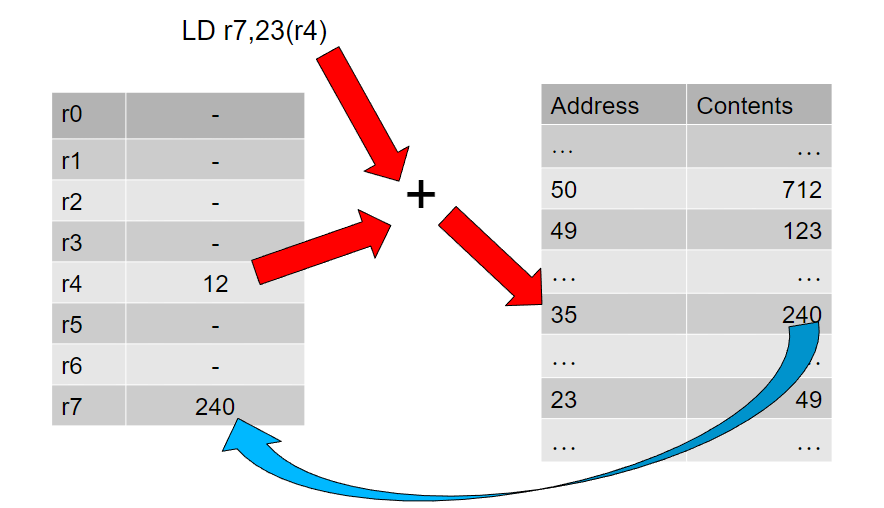 LD r7,23(r4)
r0 -
r1 -
r2 -
r3 -
r4 12
r5 -
r6 -
r7 240
+
Address Contents
... ...
50 712
49 123
... ...
35 240
... ...
23 49
... ...